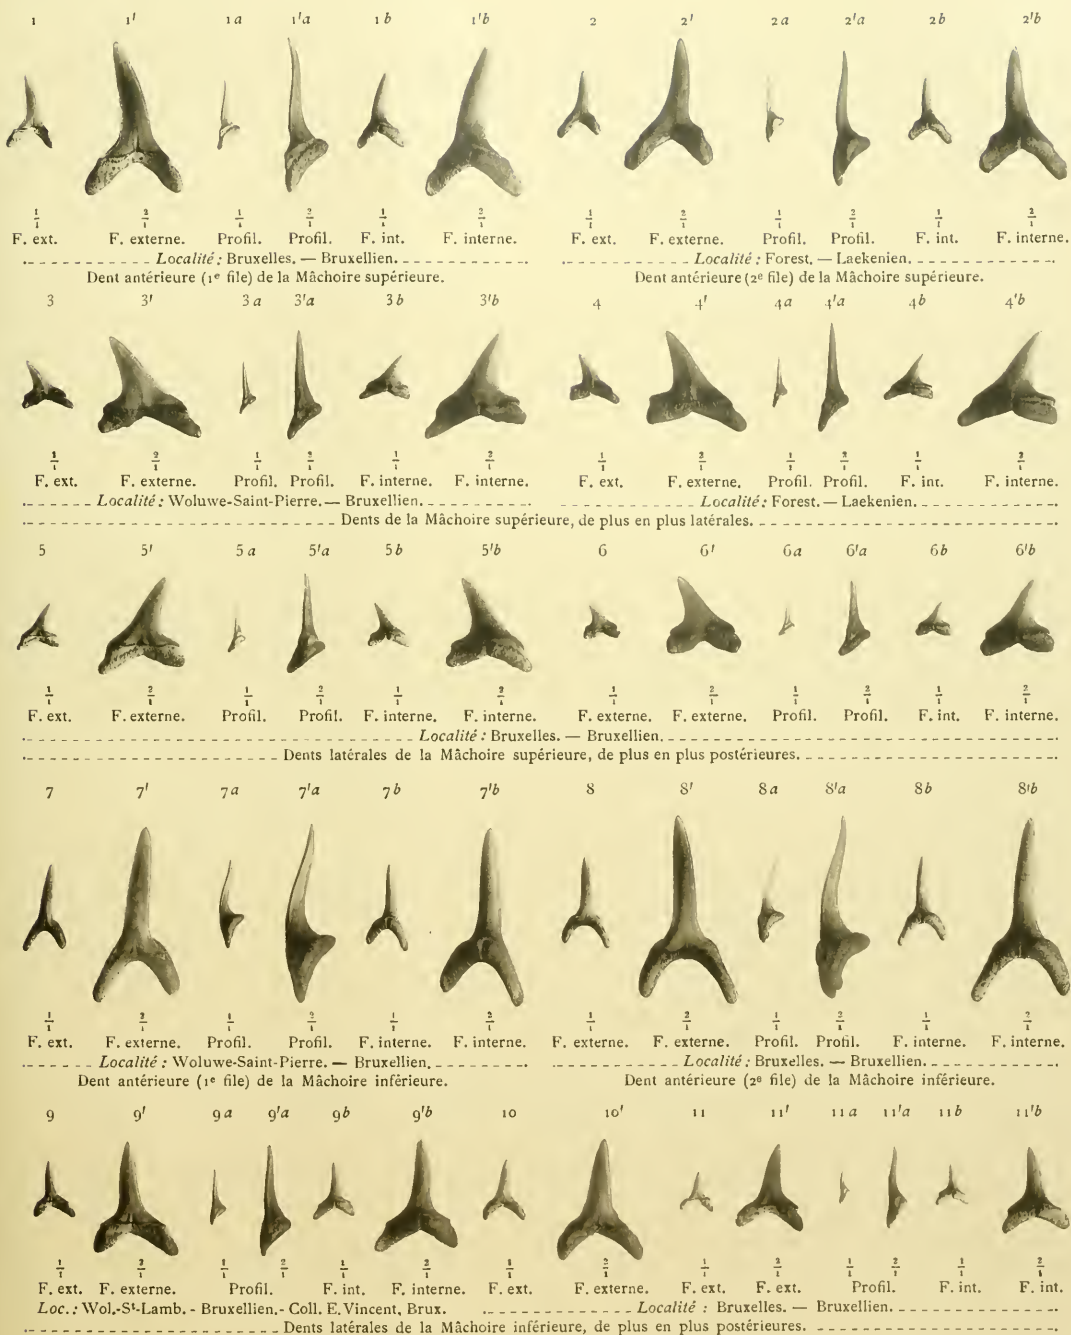 1 1' 1a 1'a 1b 1'b 2 2' 2a 2'a 2b 2'b
1/1 2/1 1/1 2/1 1/1 2/1 1/1 2/1 1/1 2/1 1/1 2/1
F. ext. F. externe. Profil. Profil. F. int. F. interne. F. ext. F. externe. Profil. Profil. F. int. F. interne.
Localité : Bruxelles. — Bruxellien. Localité : Forest. — Laekenien.
Dent antérieure (1e file) de la Mâchoire supérieure. Dent antérieure (2e file) de la Mâchoire supérieure.
3 3' 3a 3'a 3b 3'b 4 4' 4a 4'a 4b 4'b
1/1 2/1 1/1 2/1 1/1 2/1 1/1 2/1 1/1 2/1 1/1 2/1
F. ext. F. externe. Profil. Profil. F. interne. F. interne. F. ext. F. externe. Profil. Profil. F. int. F. interne.
Localité : Woluwe-Saint-Pierre. — Bruxellien. Localité : Forest. — Laekenien.
Dents de la Mâchoire supérieure, de plus en plus latérales.
5 5' 5a 5'a 5b 5'b 6 6' 6a 6'a 6b 6'b
1/1 2/1 1/1 2/1 1/1 2/1 1/1 2/1 1/1 2/1 1/1 2/1
F. ext. F. externe. Profil. Profil. F. interne. F. interne. F. externe. F. externe. Profil. Profil. F. int. F. interne.
Localité : Bruxelles. — Bruxellien.
Dents latérales de la Mâchoire supérieure, de plus en plus postérieures.
7 7' 7a 7'a 7b 7'b 8 8' 8a 8'a 8b 8'b
1/1 2/1 1/1 2/1 1/1 2/1 1/1 2/1 1/1 2/1 1/1 2/1
F. ext. F. externe. Profil. Profil. F. interne. F. interne. F. externe. F. externe. Profil. Profil. F. interne. F. interne.
Localité : Woluwe-Saint-Pierre. — Bruxellien. Localité : Bruxelles. — Bruxellien.
Dent antérieure (1e file) de la Mâchoire inférieure. Dent antérieure (2e file) de la Mâchoire inférieure.
9 9' 9a 9'a 9b 9'b 10 10' 11 11' 11a 11'a 11b 11'b
1/1 2/1 1/1 2/1 1/1 2/1 1/1 2/1 1/1 2/1 1/1 2/1 1/1 2/1
F. ext. F. externe. Profil. F. int. F. interne. F. ext. F. externe. F. ext. F. ext. Profil. F. int. F. int.
Loc. : Wol.-St-Lamb. - Bruxellien. - Coll. E. Vincent, Brux. Localité : Bruxelles. — Bruxellien.
Dents latérales de la Mâchoire inférieure, de plus en plus postérieures.